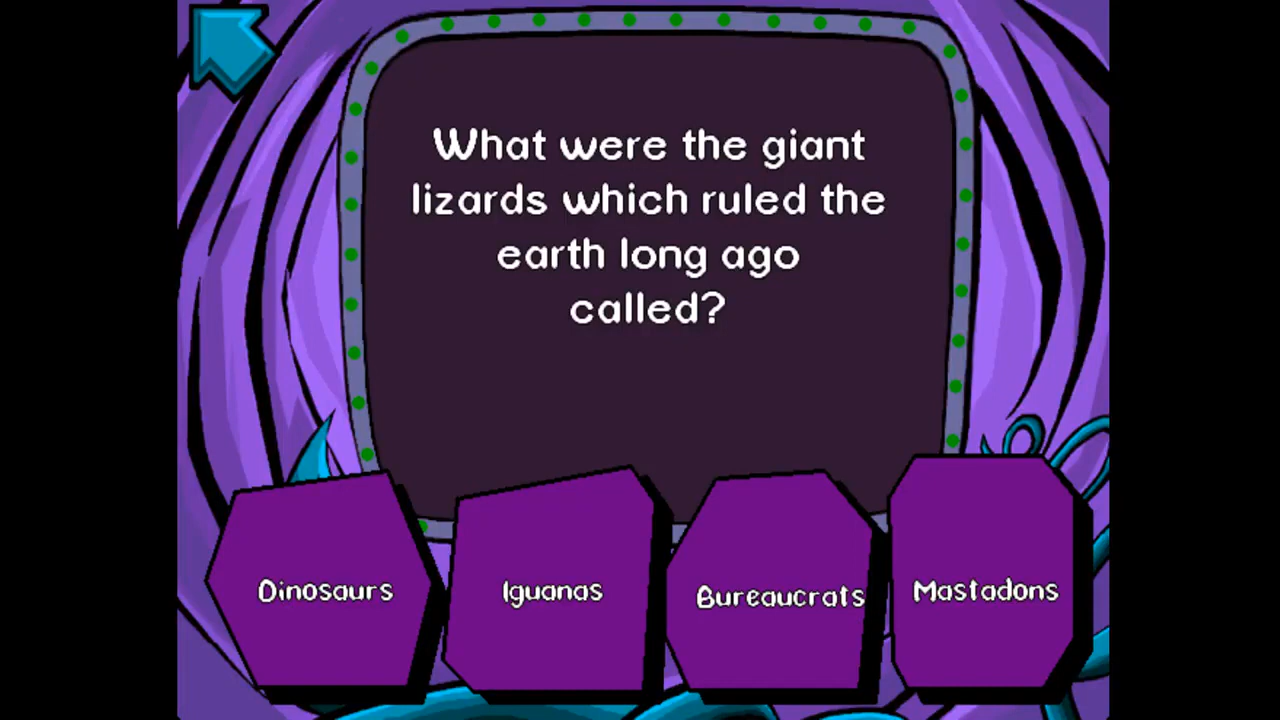 What were the giant
lizards which ruled the
earth long ago
called?
Dinosaurs
Iguanas
Bureaucrats
Mastadons